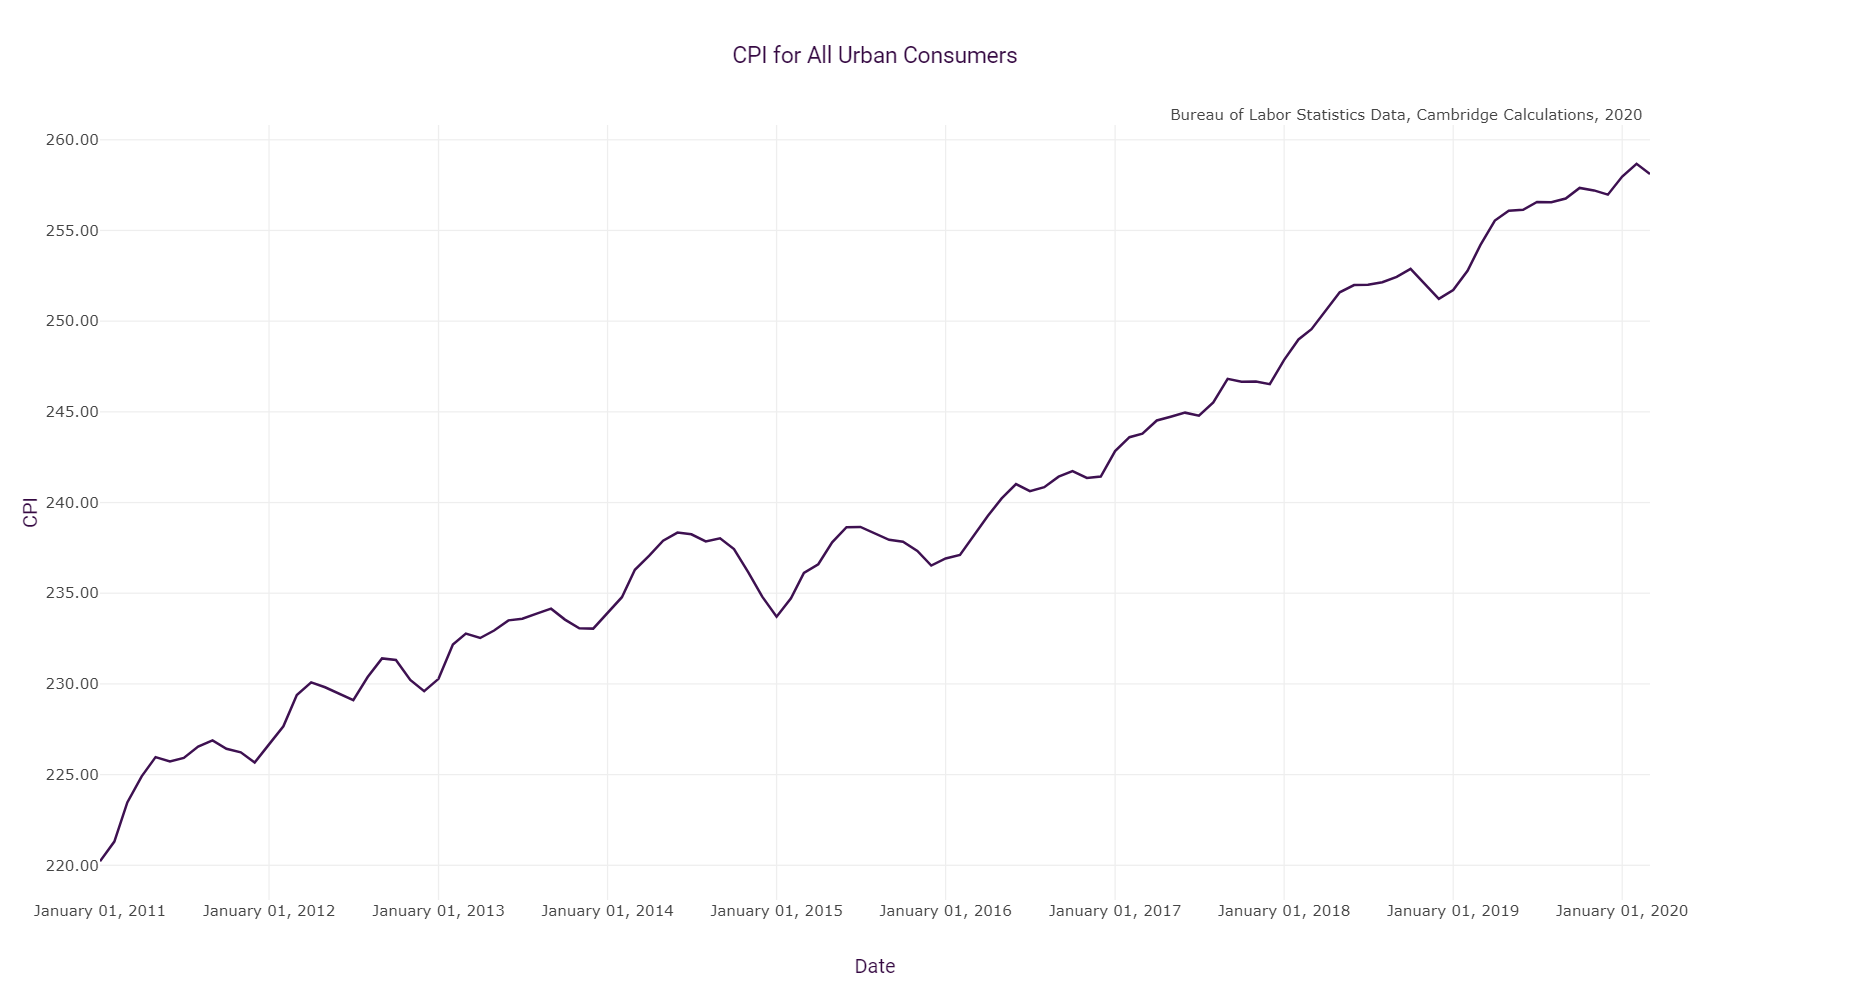 CPI for All Urban Consumers
Bureau of Labor Statistics Data, Cambridge Calculations, 2020
260.00
255.00
250.00
245.00
240.00
CPI
235.00
230.00
225.00
220.00
January 01, 2011 January 01, 2012 January 01, 2013 January 01, 2014 January 01, 2015 January 01, 2016 January 01, 2017 January 01, 2018 January 01, 2019 January 01, 2020
Date